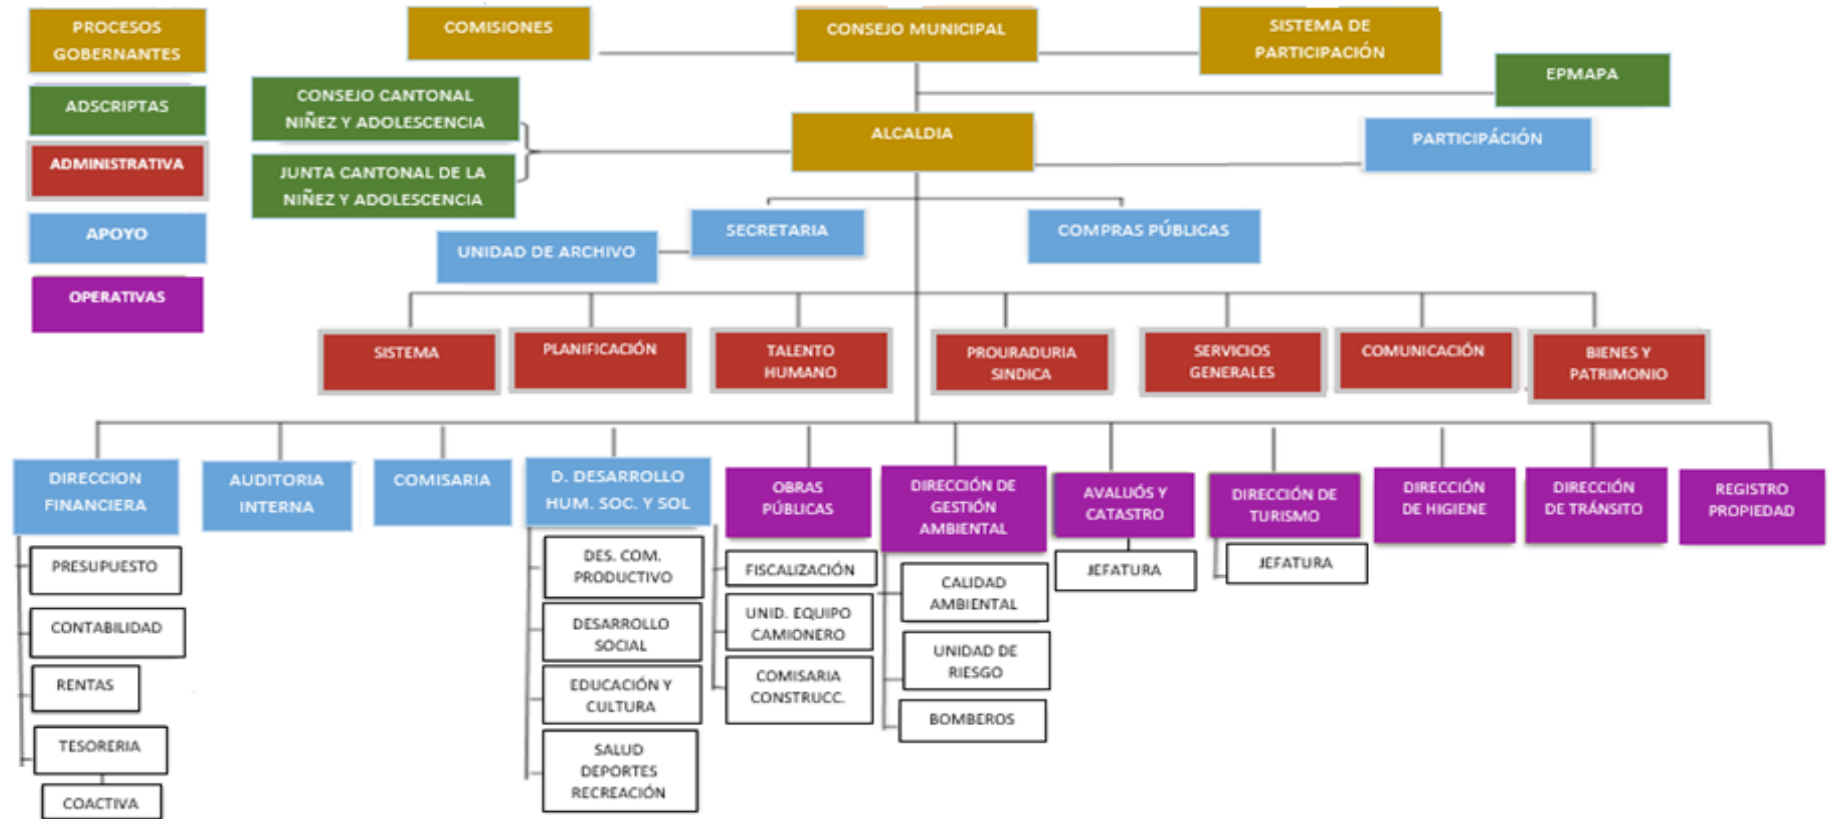 PROCESOS
GOBERNANTES
ADSCRIPTAS
ADMINISTRATIVA
APOYO
OPERATIVAS
COMISIONES
CONSEJO MUNICIPAL
SISTEMA DE
PARTICIPACIÓN
EPMAPA
CONSEJO CANTONAL
NIÑEZ Y ADOLESCENCIA
ALCALDIA
PARTICIPÁCIÓN
JUNTA CANTONAL DE LA
NIÑEZ Y ADOLESCENCIA
SECRETARIA
COMPRAS PÚBLICAS
UNIDAD DE ARCHIVO
SISTEMA
PLANIFICACIÓN
TALENTO
HUMANO
PROURADURIA
SINDICA
SERVICIOS
GENERALES
COMUNICACIÓN
BIENES Y
PATRIMONIO
DIRECCION
FINANCIERA
AUDITORIA
INTERNA
COMISARIA
D. DESARROLLO
HUM. SOC. Y SOL
OBRAS
PÚBLICAS
DIRECCIÓN DE
GESTIÓN
AMBIENTAL
AVALUÓS Y
CATASTRO
DIRECCIÓN DE
TURISMO
DIRECCIÓN
DE HIGIENE
DIRECCIÓN
DE TRÁNSITO
REGISTRO
PROPIEDAD
PRESUPUESTO
CONTABILIDAD
RENTAS
TESORERIA
COACTIVA
DES. COM.
PRODUCTIVO
DESARROLLO
SOCIAL
EDUCACIÓN Y
CULTURA
SALUD
DEPORTES
RECREACIÓN
FISCALIZACIÓN
UNID. EQUIPO
CAMIONERO
COMISARIA
CONSTRUCC.
CALIDAD
AMBIENTAL
UNIDAD DE
RIESGO
BOMBEROS
JEFATURA
JEFATURA